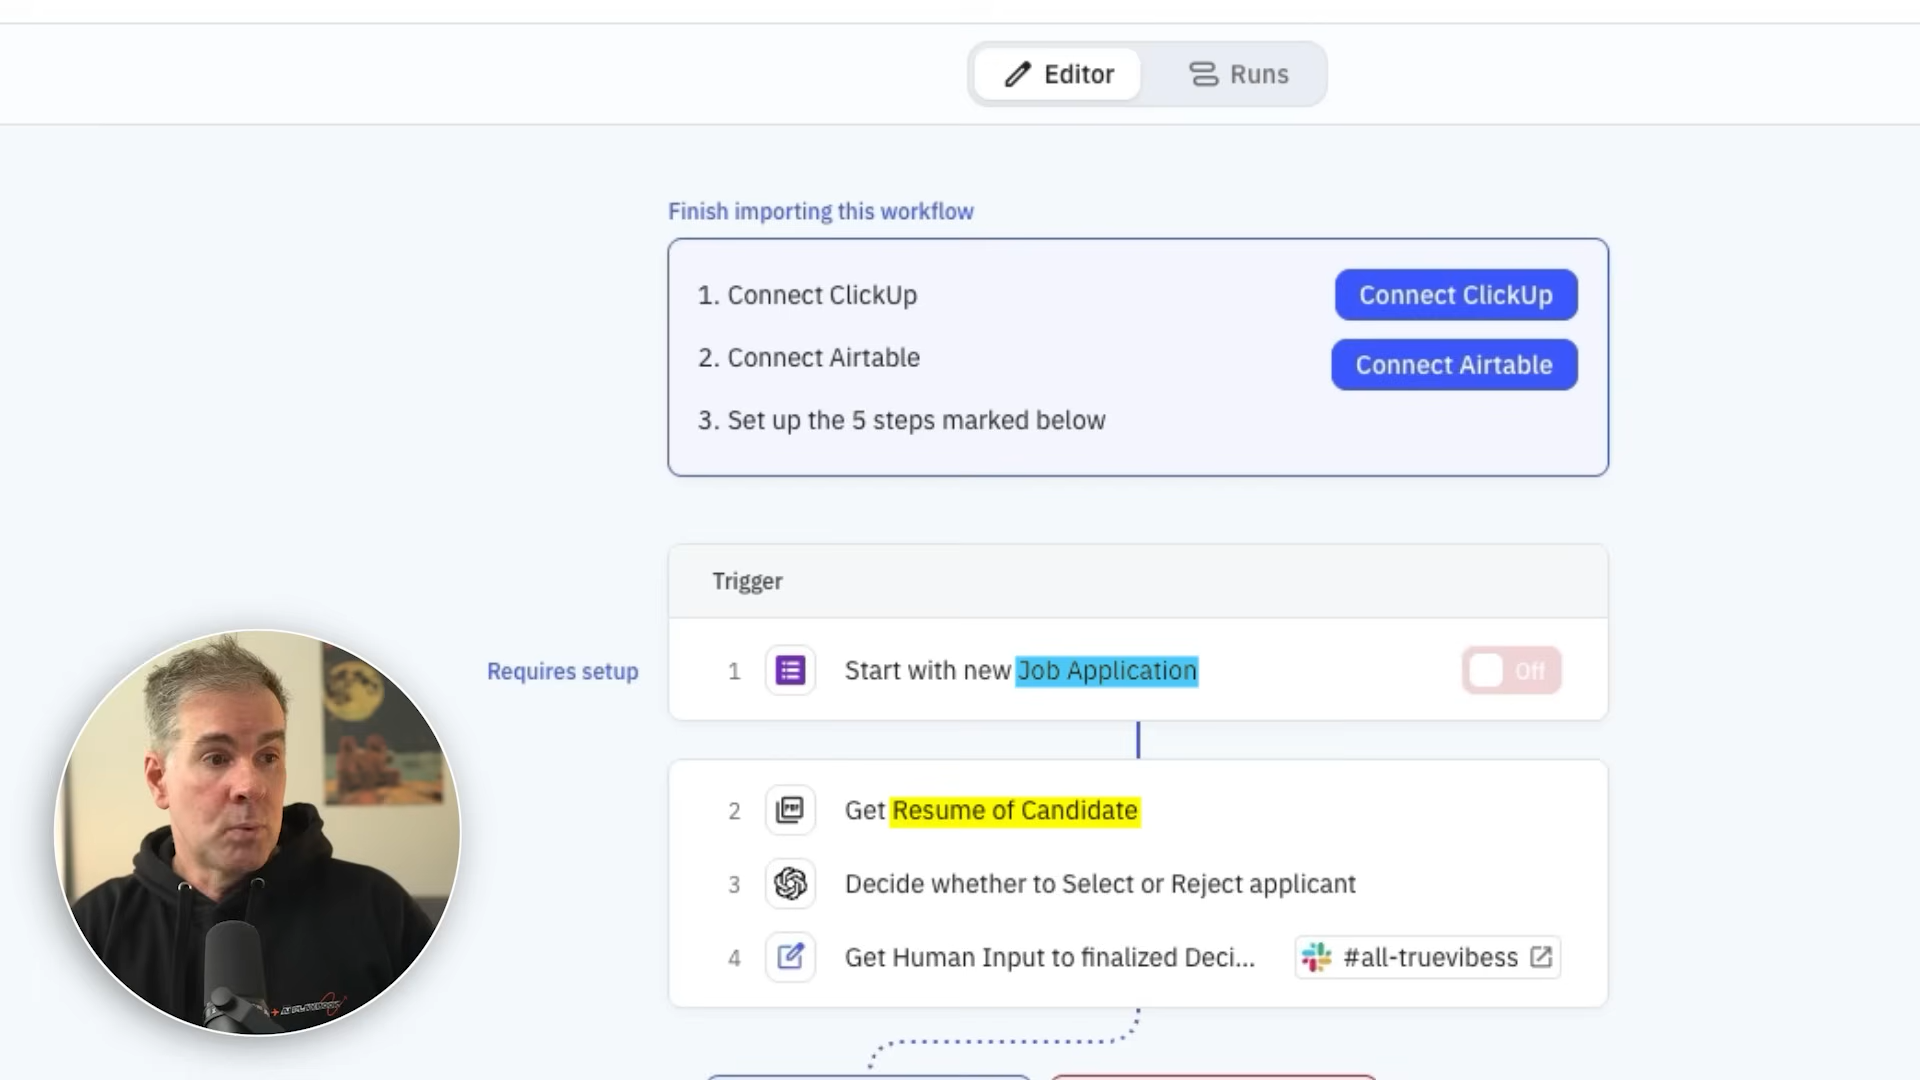 Editor
Runs
Finish importing this workflow
1. Connect ClickUp
Connect ClickUp
2. Connect Airtable
Connect Airtable
3. Set up the 5 steps marked below
Trigger
Requires setup
1 Start with new Job Application
Off
2 PDF Get Resume of Candidate
3 Decide whether to Select or Reject applicant
4 Get Human Input to finalized Deci...
#all-truevibess